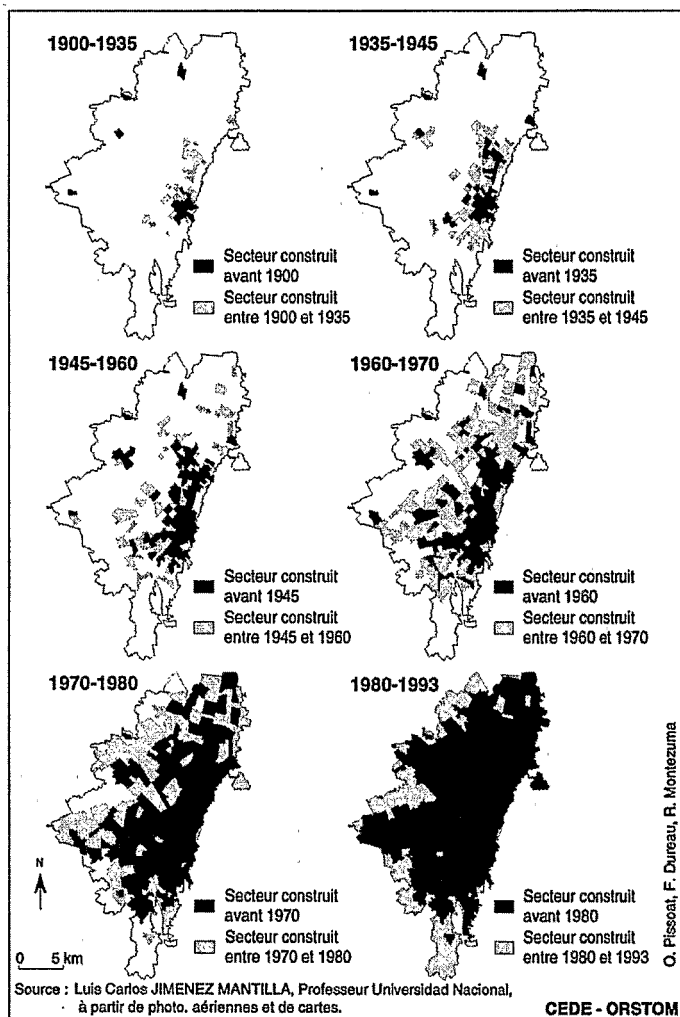 1900-1935
Secteur construit
avant 1900
Secteur construit
entre 1900 et 1935
1935-1945
Secteur construit
avant 1935
Secteur construit
entre 1935 et 1945
1945-1960
Secteur construit
avant 1945
Secteur construit
entre 1945 et 1960
1960-1970
Secteur construit
avant 1960
Secteur construit
entre 1960 et 1970
1970-1980
N
0 5 km
Secteur construit
avant 1970
Secteur construit
entre 1970 et 1980
1980-1993
Secteur construit
avant 1980
Secteur construit
entre 1980 et 1993
O. Pissoat, F. Dureau, R. Montezuma
Source : Luis Carlos JIMENEZ MANTILLA, Professeur Universidad Nacional,
à partir de photo. aériennes et de cartes.
CEDE - ORSTOM